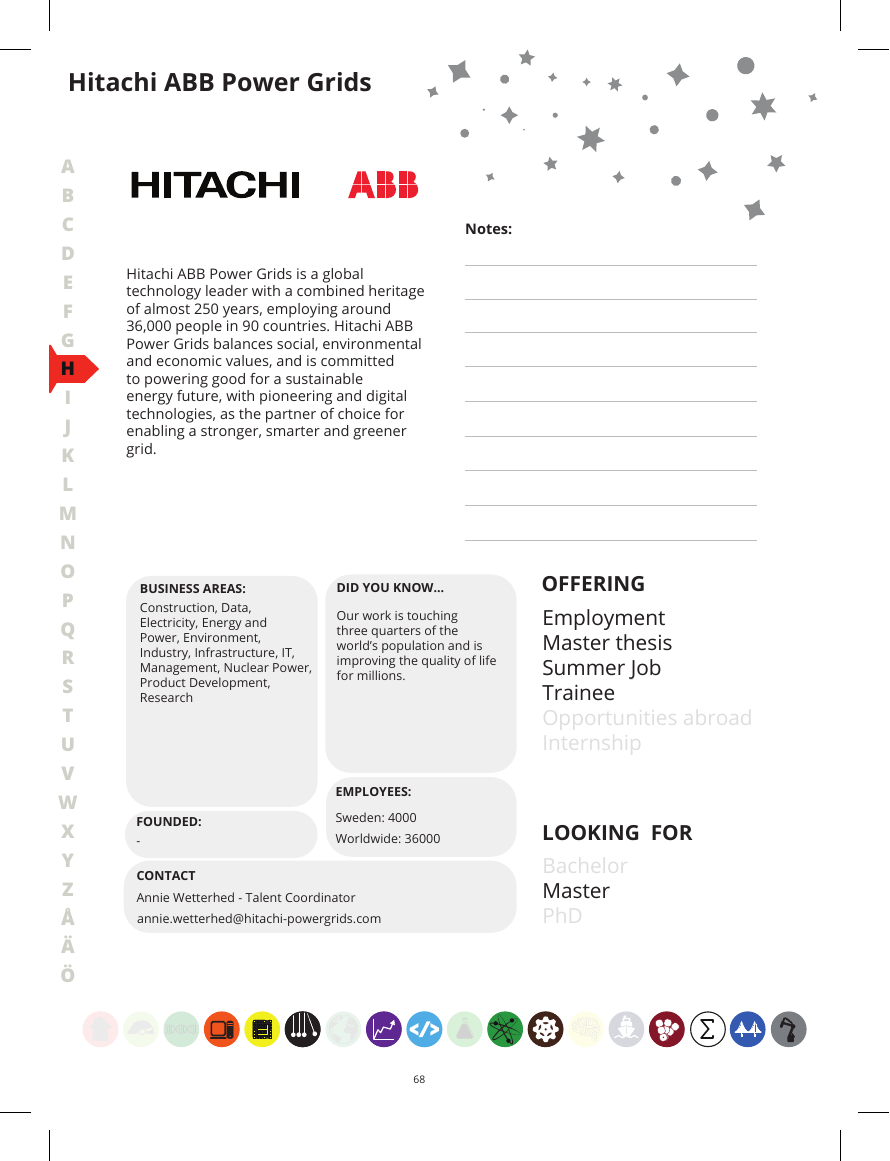 Hitachi ABB Power Grids
A
B
C
D
E
F
G
H
I
J
K
L
M
N
O
P
Q
R
S
T
U
V
W
X
Y
Z
Å
Ä
Ö
HITACHI ABB
Hitachi ABB Power Grids is a global
technology leader with a combined heritage
of almost 250 years, employing around
36,000 people in 90 countries. Hitachi ABB
Power Grids balances social, environmental
and economic values, and is committed
to powering good for a sustainable
energy future, with pioneering and digital
technologies, as the partner of choice for
enabling a stronger, smarter and greener
grid.
Notes:
BUSINESS AREAS:
Construction, Data,
Electricity, Energy and
Power, Environment,
Industry, Infrastructure, IT,
Management, Nuclear Power,
Product Development,
Research
DID YOU KNOW...
Our work is touching
three quarters of the
world’s population and is
improving the quality of life
for millions.
FOUNDED:
-
EMPLOYEES:
Sweden: 4000
Worldwide: 36000
CONTACT
Annie Wetterhed - Talent Coordinator
annie.wetterhed@hitachi-powergrids.com
OFFERING
Employment
Master thesis
Summer Job
Trainee
Opportunities abroad
Internship
LOOKING FOR
Bachelor
Master
PhD
</> Σ
68